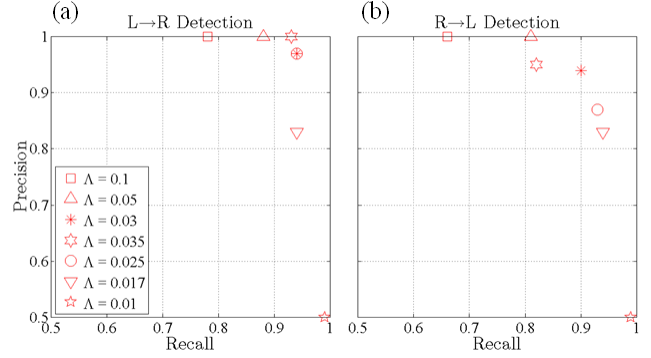 (a)
L→R Detection
(b)
R→L Detection
Precision
1
0.9
0.8
0.7
0.6
0.5
Λ = 0.1
Λ = 0.05
Λ = 0.03
Λ = 0.035
Λ = 0.025
Λ = 0.017
Λ = 0.01
0.5 0.6 0.7 0.8 0.9 1
Recall
0.5 0.6 0.7 0.8 0.9 1
Recall